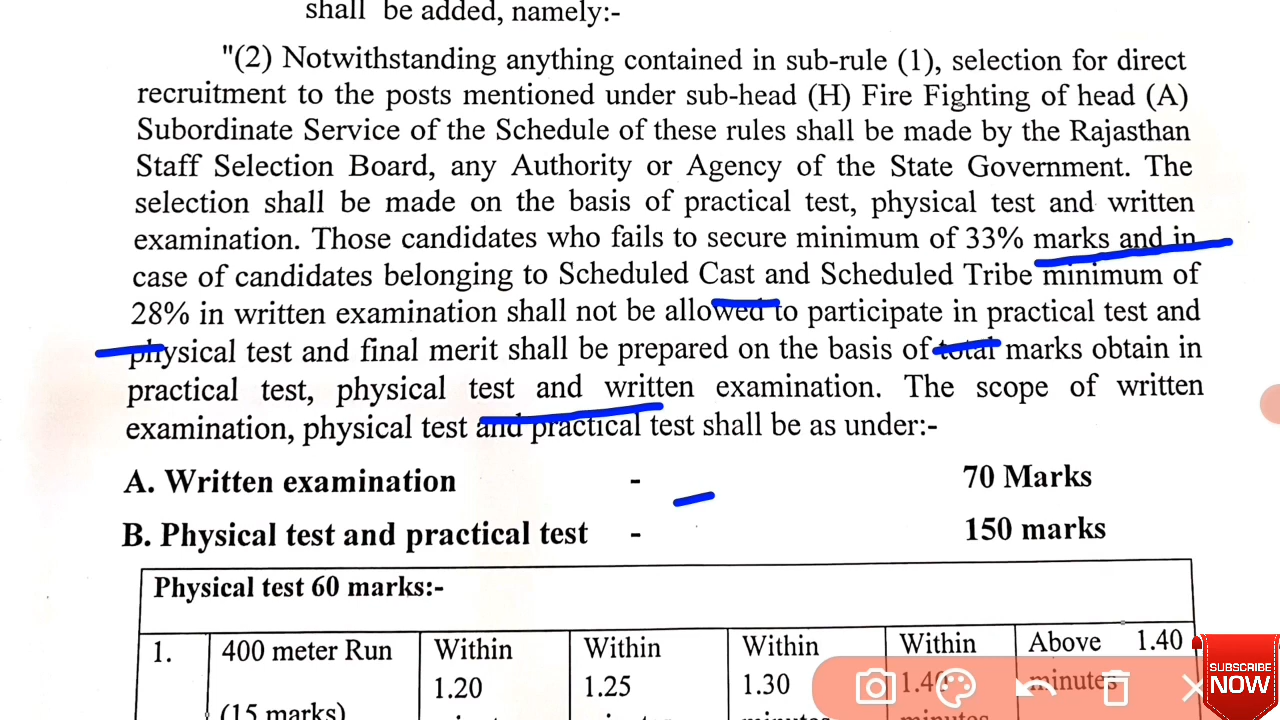 shall be added, namely:-
"(2) Notwithstanding anything contained in sub-rule (1), selection for direct
recruitment to the posts mentioned under sub-head (H) Fire Fighting of head (A)
Subordinate Service of the Schedule of these rules shall be made by the Rajasthan
Staff Selection Board, any Authority or Agency of the State Government. The
selection shall be made on the basis of practical test, physical test and written
examination. Those candidates who fails to secure minimum of 33% marks and in
case of candidates belonging to Scheduled Cast and Scheduled Tribe minimum of
28% in written examination shall not be allowed to participate in practical test and
physical test and final merit shall be prepared on the basis of total marks obtain in
practical test, physical test and written examination. The scope of written
examination, physical test and practical test shall be as under:-
A. Written examination - 70 Marks
B. Physical test and practical test - 150 marks
Physical test 60 marks:-
1. 400 meter Run Within Within Within Within Above 1.40
1.20 1.25 1.30 1.40 minutes
(15 marks) minutes minutes
SUBSCRIBE
NOW